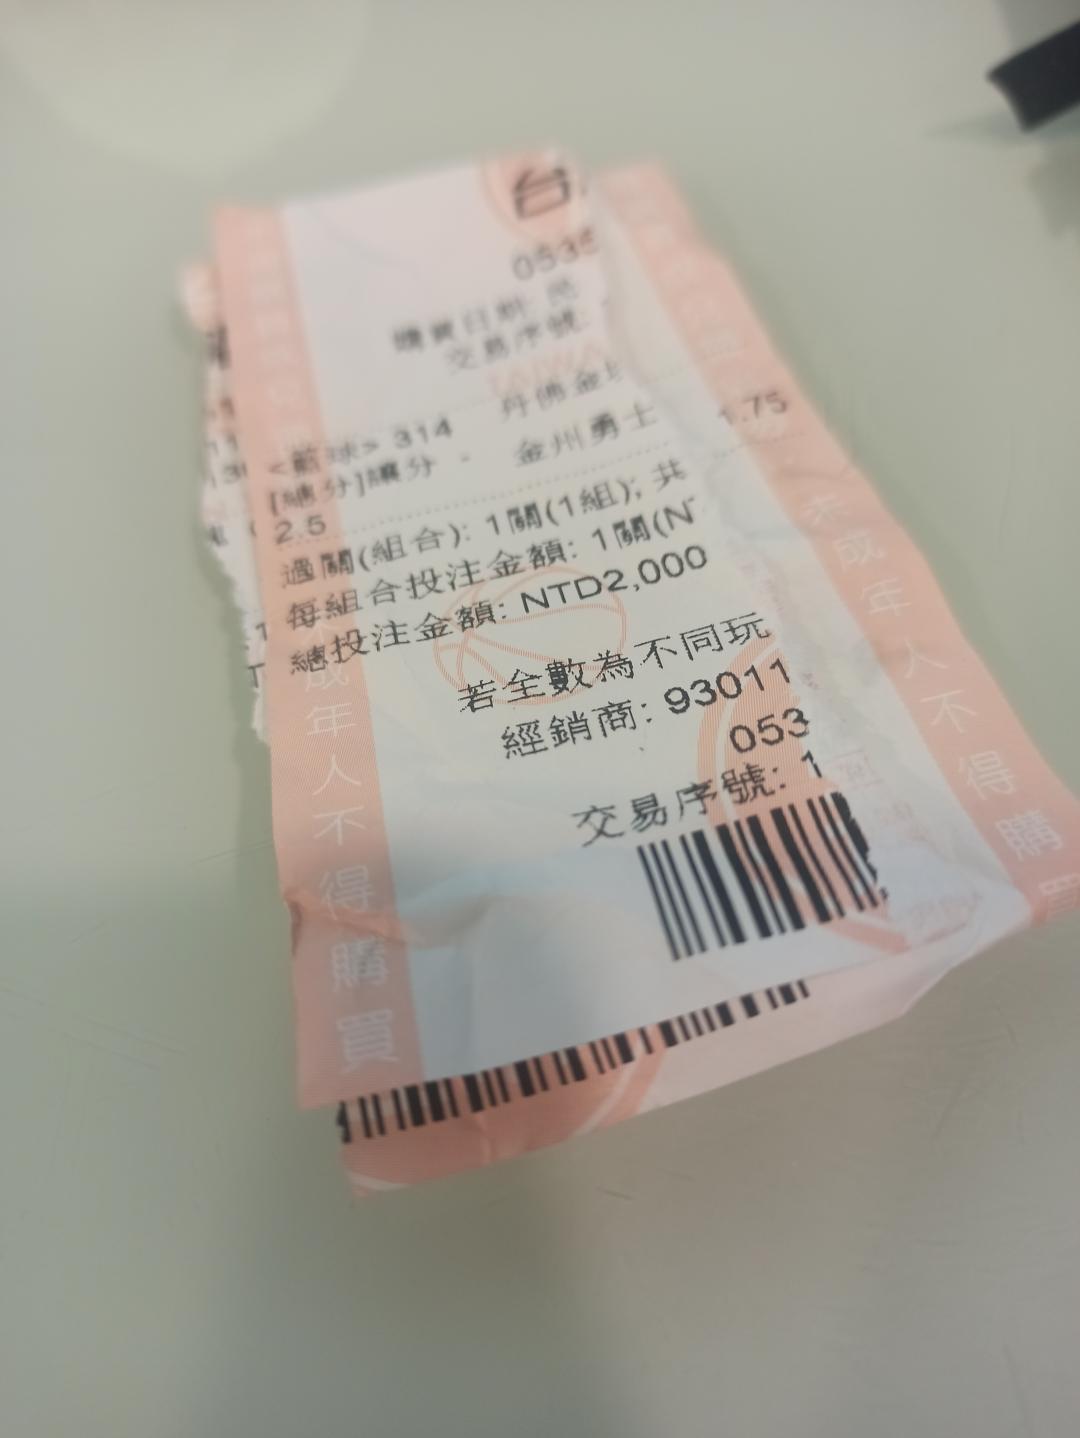 台
0535
購買日期: 民
交易序號:
<籃球> 314 丹佛金塊
[總分]讓分 - 金州勇士 1.75
2.5
過關(組合): 1關(1組); 共
每組合投注金額: 1關(N
總投注金額: NTD2,000
若全數為不同玩
經銷商: 93011
053
交易序號: 1
成年人不得購買
未成年人不得購買